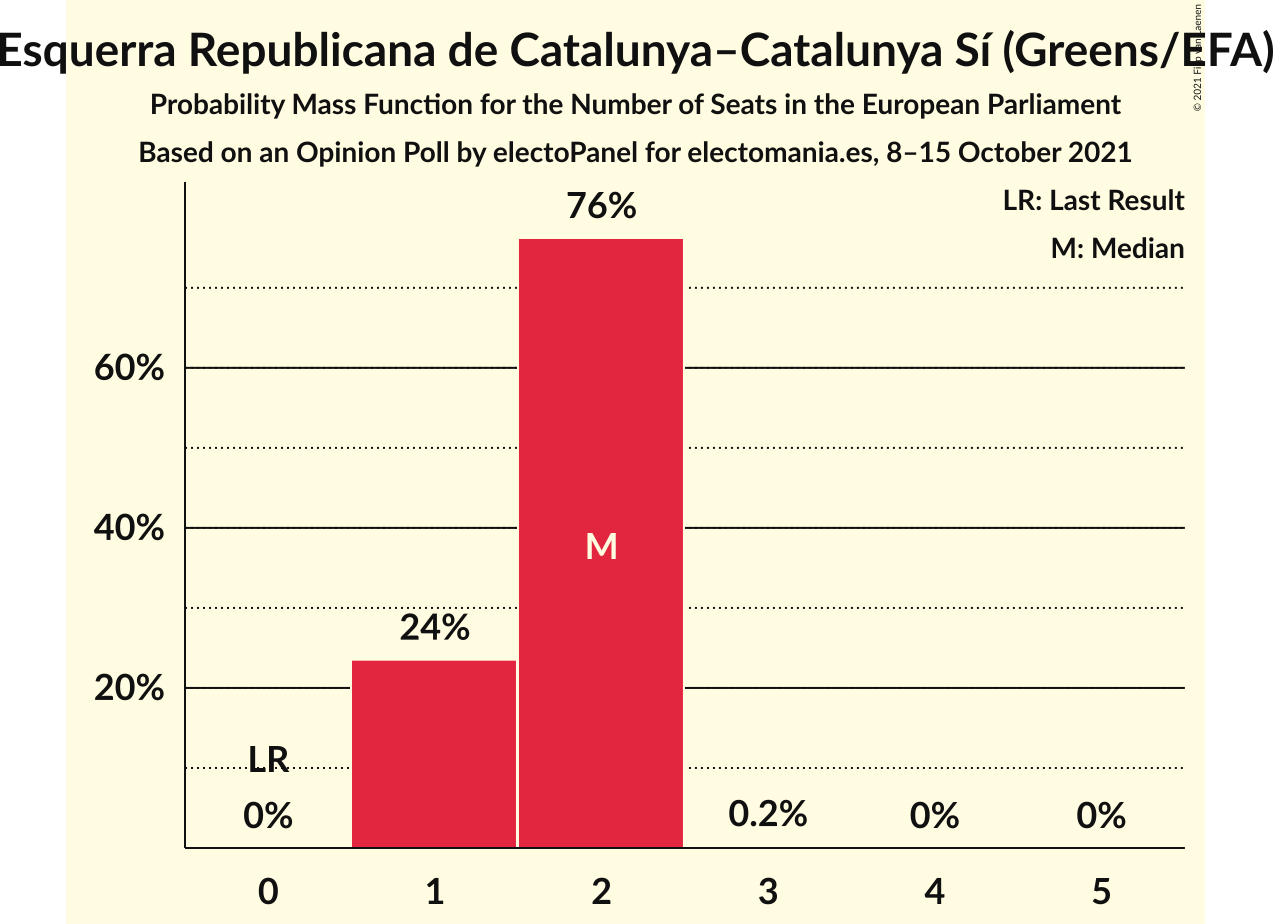 Esquerra Republicana de Catalunya–Catalunya Sí (Greens/EFA)
© 2021
Probability Mass Function for the Number of Seats in the European Parliament
Based on an Opinion Poll by electoPanel for electomania.es, 8–15 October 2021
LR: Last Result
M: Median
76%
60%
40%
M
24%
20%
LR
0%
0.2%
0%
0%
0 1 2 3 4 5